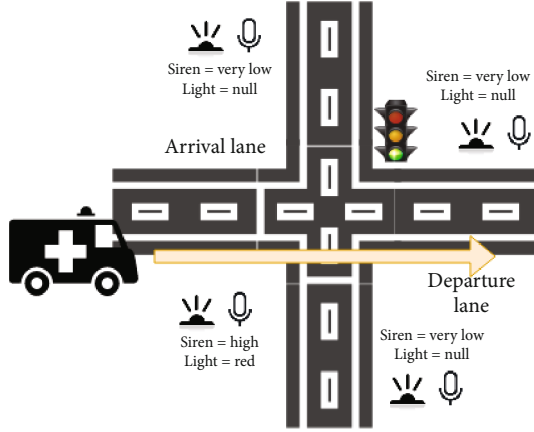 Siren = very low
Light = null
Siren = very low
Light = null
Arrival lane
Departure
lane
Siren = high
Light = red
Siren = very low
Light = null